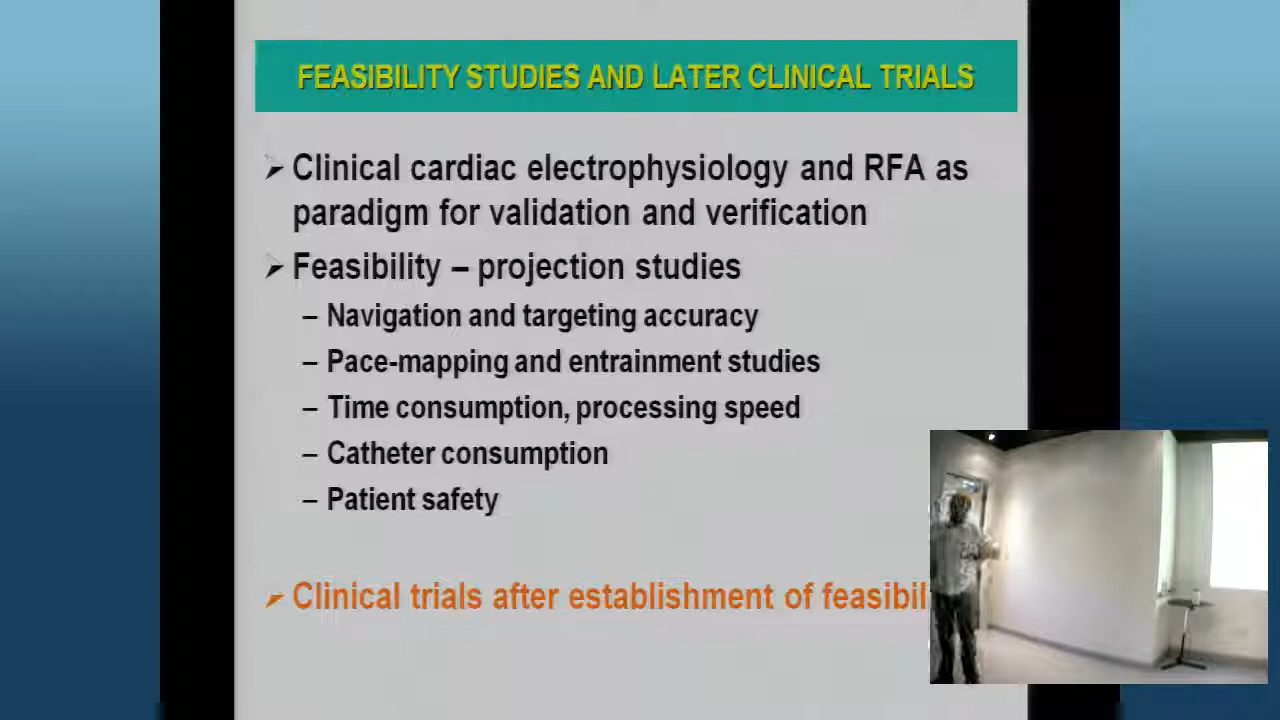 FEASIBILITY STUDIES AND LATER CLINICAL TRIALS
➢ Clinical cardiac electrophysiology and RFA as
paradigm for validation and verification
➢ Feasibility – projection studies
– Navigation and targeting accuracy
– Pace-mapping and entrainment studies
– Time consumption, processing speed
– Catheter consumption
– Patient safety
➢ Clinical trials after establishment of feasibil